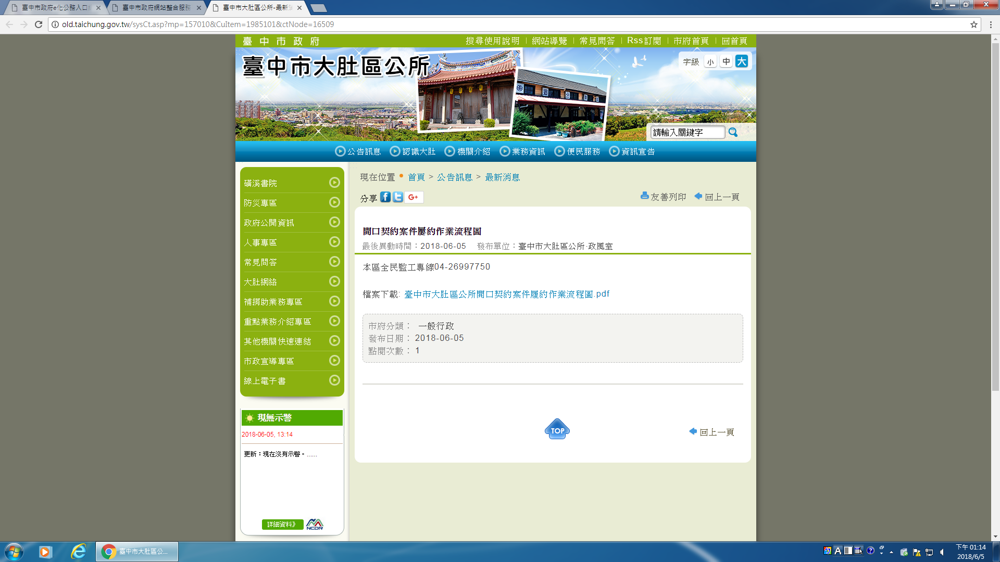 臺中市政府e化公務入口
臺中市政府網站整合服務
臺中市大肚區公所-最新消
old.taichung.gov.tw/sysCt.asp?mp=157010&CuItem=1985101&ctNode=16509
臺中市政府
搜尋使用說明 | 網站導覽 | 常見問答 | Rss訂閱 | 市府首頁 | 回首頁
臺中市大肚區公所
字級 小 中 大
請輸入關鍵字
公告訊息 認識大肚 機關介紹 業務資訊 便民服務 資訊宣告
磺溪書院
防災專區
政府公開資訊
人事專區
常見問答
大肚網絡
補捐助業務專區
重點業務介紹專區
其他機關快速連結
市政宣導專區
線上電子書
現無示警
2018-06-05, 13:14
更新：現在沒有示警。......
詳細資料》
NCDR
現在位置 首頁 > 公告訊息 > 最新消息
分享 f t G+
友善列印 回上一頁
開口契約案件屢約作業流程圖
最後異動時間：2018-06-05 發布單位：臺中市大肚區公所‧政風室
本區全民監工專線04-26997750
檔案下載: 臺中市大肚區公所開口契約案件履約作業流程圖.pdf
市府分類： 一般行政
發布日期： 2018-06-05
點閱次數： 1
TOP
回上一頁
臺中市大肚區公...
A
下午 01:14
2018/6/5